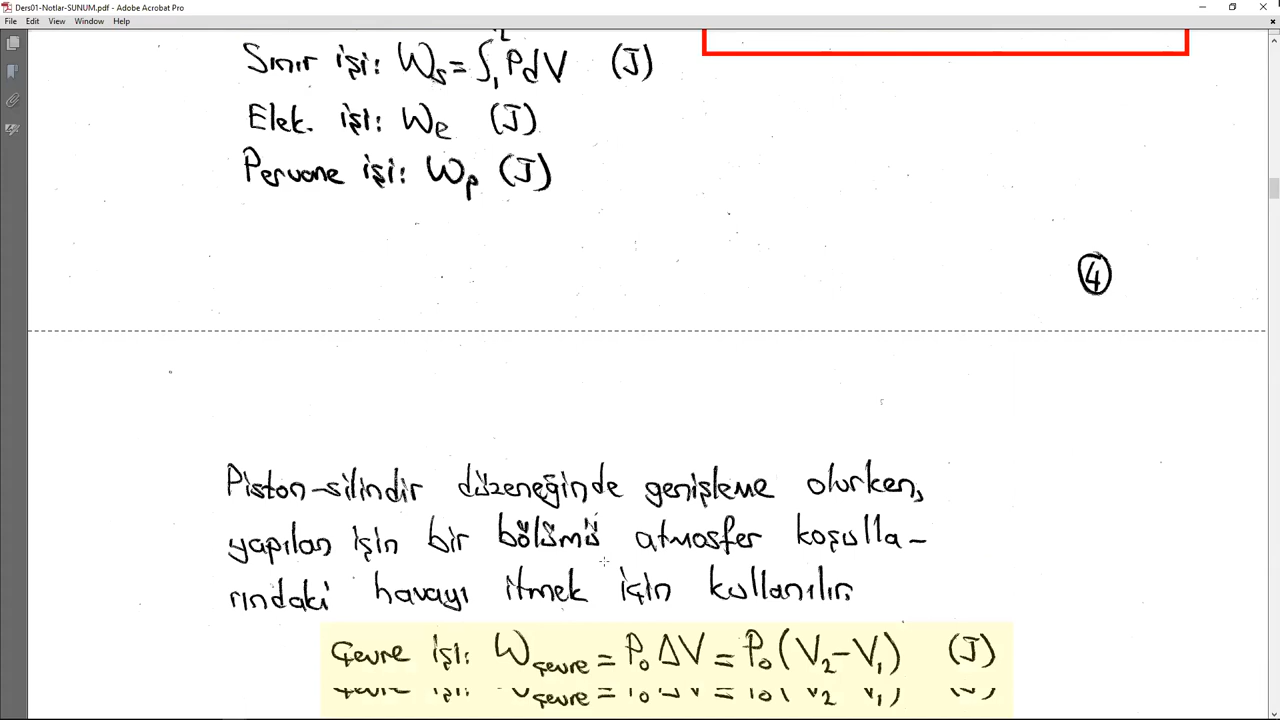 Ders01-Notlar-SUNUM.pdf - Adobe Acrobat Pro
File Edit View Window Help
Sınır işi: Ws = ∫₁² PdV (J)
Elek. işi: We (J)
Pervane işi: Wp (J)
4
Piston-silindir düzeneğinde genişleme olurken,
yapılan işin bir bölümü atmosfer koşulla-
rındaki havayı itmek için kullanılır.
Çevre işi: Wçevre = P₀ΔV = P₀(V₂-V₁) (J)